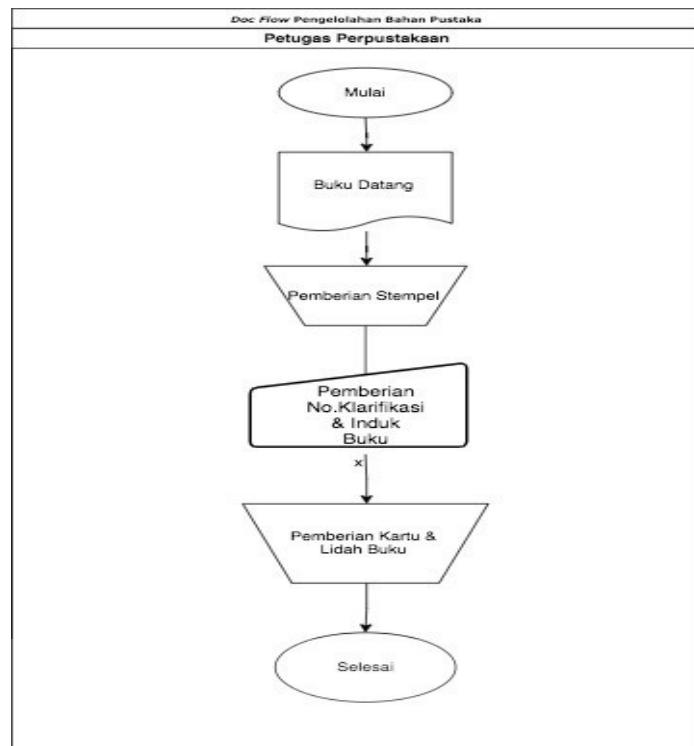 Doc Flow Pengelolahan Bahan Pustaka
Petugas Perpustakaan
Mulai
Buku Datang
Pemberian Stempel
Pemberian
No.Klarifikasi
& Induk
Buku
x
Pemberian Kartu &
Lidah Buku
Selesai